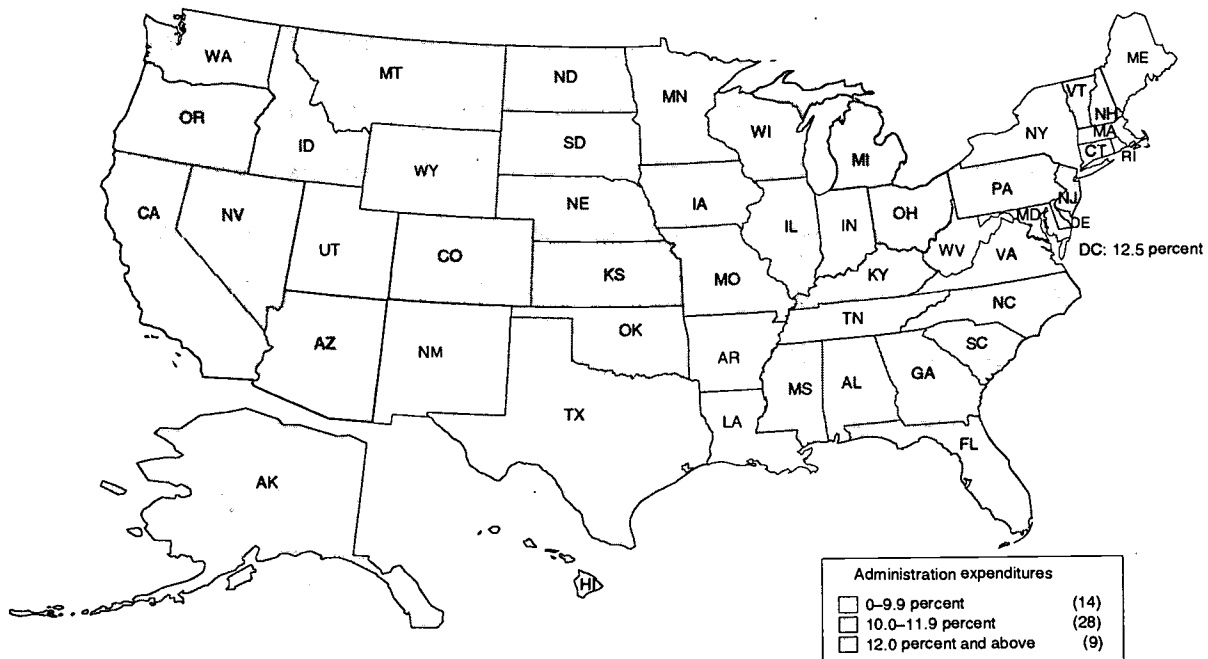 WA
MT
ND
MN
ME
VT
NH
OR
ID
SD
WI
MI
NY
MA
CT
RI
WY
NE
IA
PA
NJ
CA
NV
UT
CO
IL
IN
OH
MD
DE
WV
VA
DC: 12.5 percent
KS
MO
KY
NC
AZ
NM
OK
TN
SC
AR
MS
AL
GA
TX
LA
FL
AK
HI
Administration expenditures
0–9.9 percent (14)
10.0–11.9 percent (28)
12.0 percent and above (9)